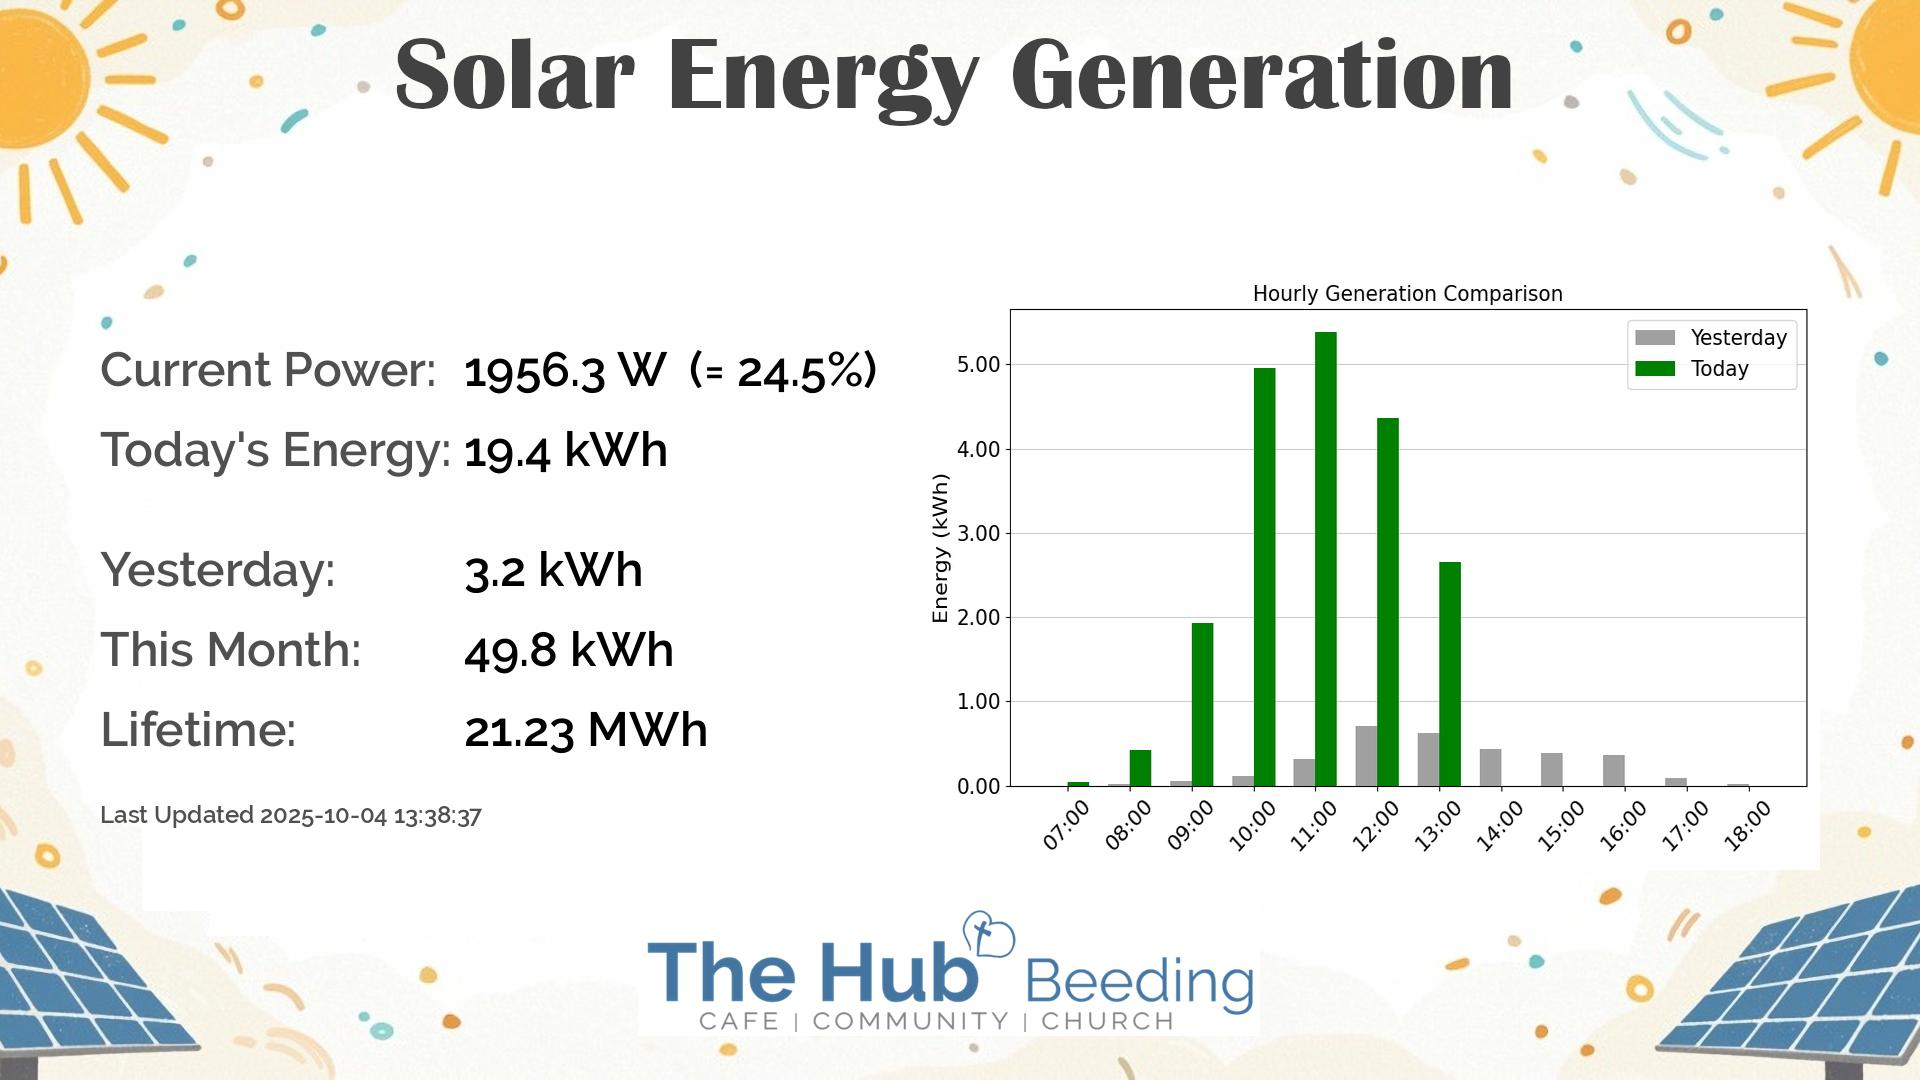 Solar Energy Generation
Current Power: 1956.3 W (= 24.5%)
Today's Energy: 19.4 kWh
Yesterday: 3.2 kWh
This Month: 49.8 kWh
Lifetime: 21.23 MWh
Last Updated 2025-10-04 13:38:37
Hourly Generation Comparison
Yesterday
Today
Energy (kWh)
5.00
4.00
3.00
2.00
1.00
0.00
07:00 08:00 09:00 10:00 11:00 12:00 13:00 14:00 15:00 16:00 17:00 18:00
The Hub Beeding
CAFE | COMMUNITY | CHURCH